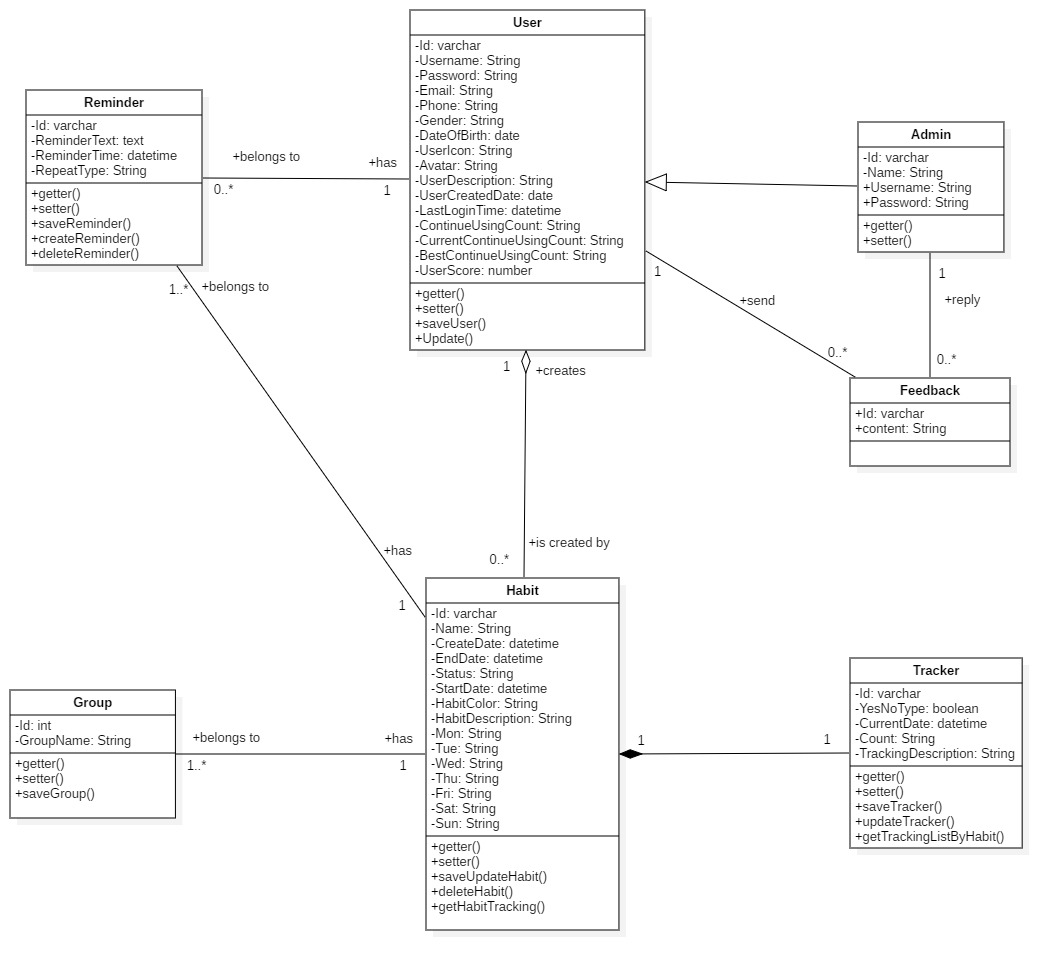 User
-Id: varchar
-Username: String
-Password: String
-Email: String
-Phone: String
-Gender: String
-DateOfBirth: date
-UserIcon: String
-Avatar: String
-UserDescription: String
-UserCreatedDate: date
-LastLoginTime: datetime
-ContinueUsingCount: String
-CurrentContinueUsingCount: String
-BestContinueUsingCount: String
-UserScore: number
+getter()
+setter()
+saveUser()
+Update()
Reminder
-Id: varchar
-ReminderText: text
-ReminderTime: datetime
-RepeatType: String
+getter()
+setter()
+saveReminder()
+createReminder()
+deleteReminder()
+belongs to
+has
0..*
1
Admin
-Id: varchar
-Name: String
+Username: String
+Password: String
+getter()
+setter()
1
+send
0..*
1
+reply
0..*
Feedback
+Id: varchar
+content: String
1..*
+belongs to
+has
1
1
+creates
+is created by
0..*
Habit
-Id: varchar
-Name: String
-CreateDate: datetime
-EndDate: datetime
-Status: String
-StartDate: datetime
-HabitColor: String
-HabitDescription: String
-Mon: String
-Tue: String
-Wed: String
-Thu: String
-Fri: String
-Sat: String
-Sun: String
+getter()
+setter()
+saveUpdateHabit()
+deleteHabit()
+getHabitTracking()
Group
-Id: int
-GroupName: String
+getter()
+setter()
+saveGroup()
+belongs to
+has
1..*
1
1
1
Tracker
-Id: varchar
-YesNoType: boolean
-CurrentDate: datetime
-Count: String
-TrackingDescription: String
+getter()
+setter()
+saveTracker()
+updateTracker()
+getTrackingListByHabit()